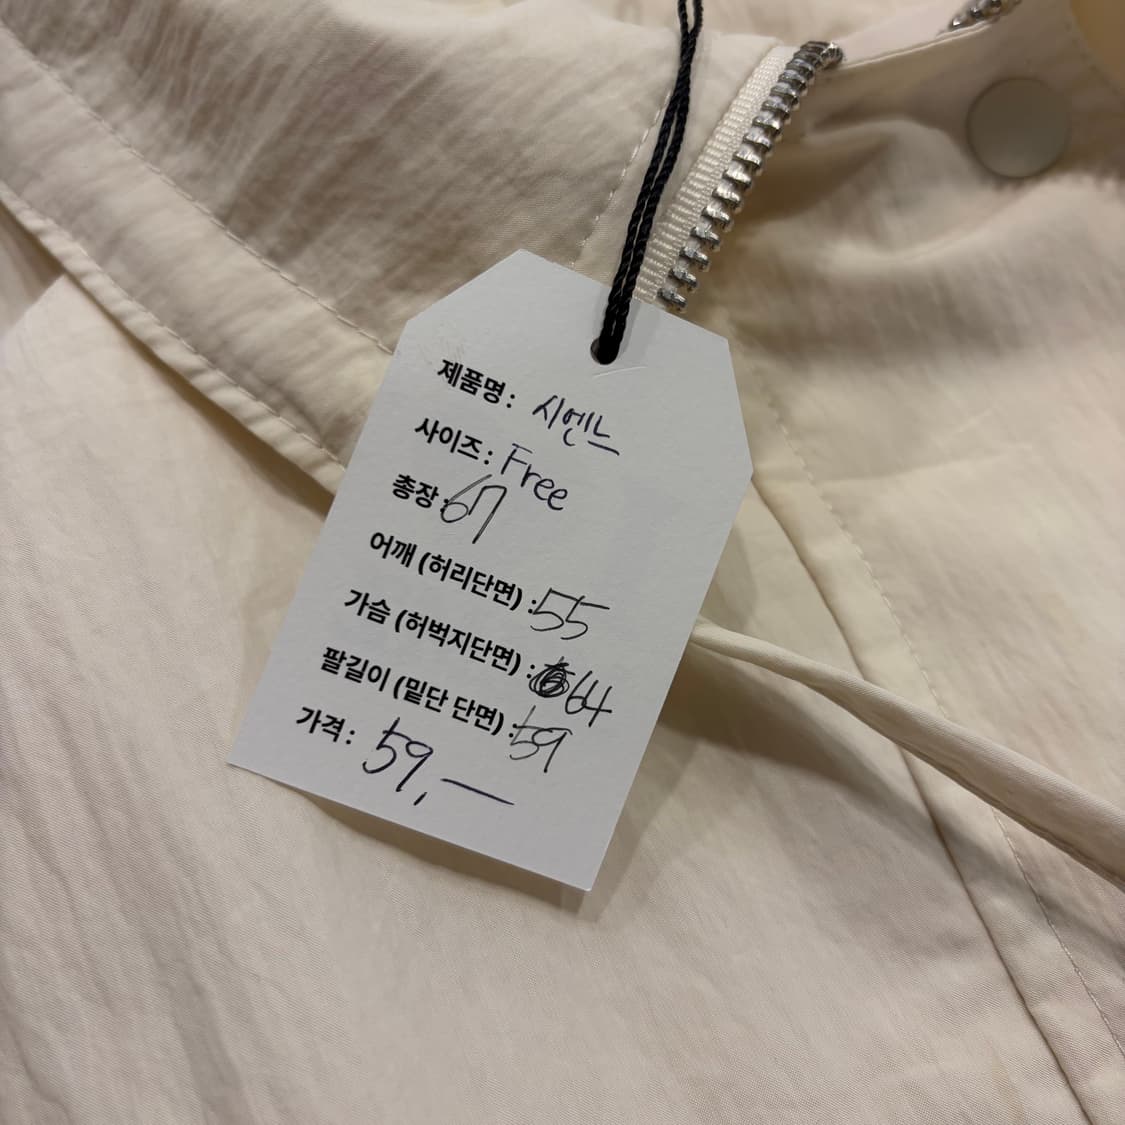 제품명: 시엔느
사이즈: Free
총장: 67
어깨 (허리단면) : 55
가슴 (허벅지단면) : 64
팔길이 (밑단 단면) : 59
가격: 59,—